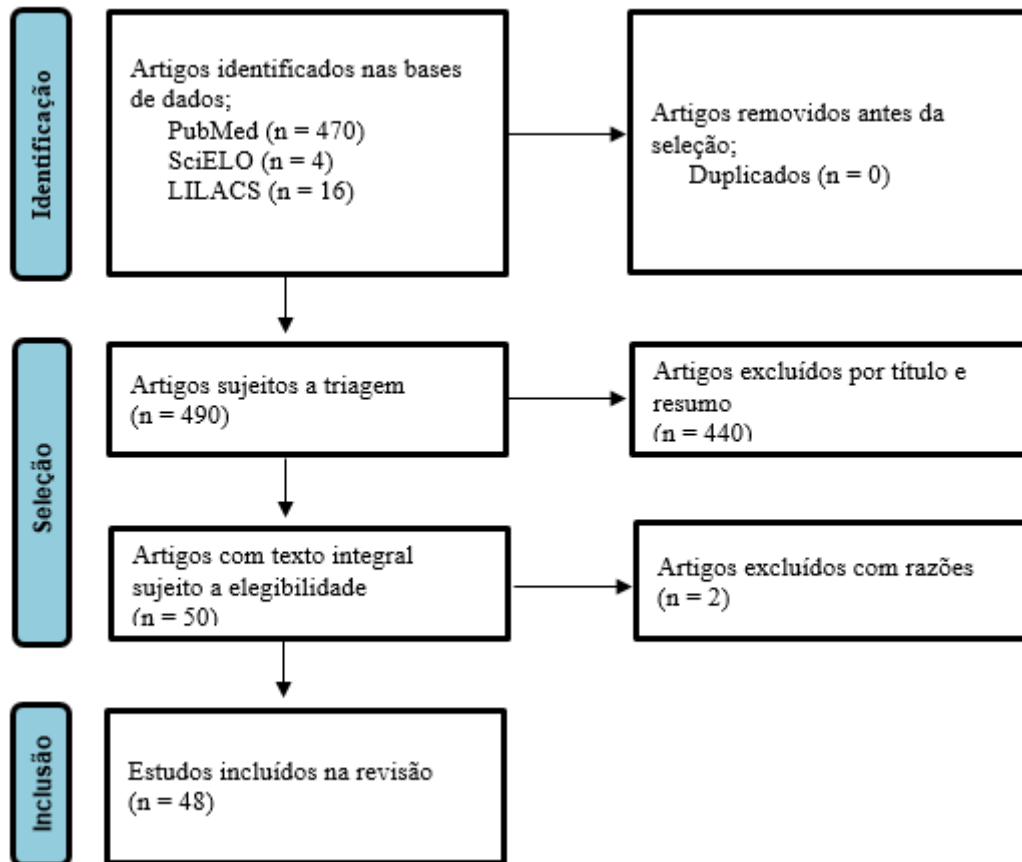 Identificação
Artigos identificados nas bases
de dados;
PubMed (n = 470)
SciELO (n = 4)
LILACS (n = 16)
Artigos removidos antes da
seleção;
Duplicados (n = 0)
Seleção
Artigos sujeitos a triagem
(n = 490)
Artigos excluídos por título e
resumo
(n = 440)
Artigos com texto integral
sujeito a elegibilidade
(n = 50)
Artigos excluídos com razões
(n = 2)
Inclusão
Estudos incluídos na revisão
(n = 48)